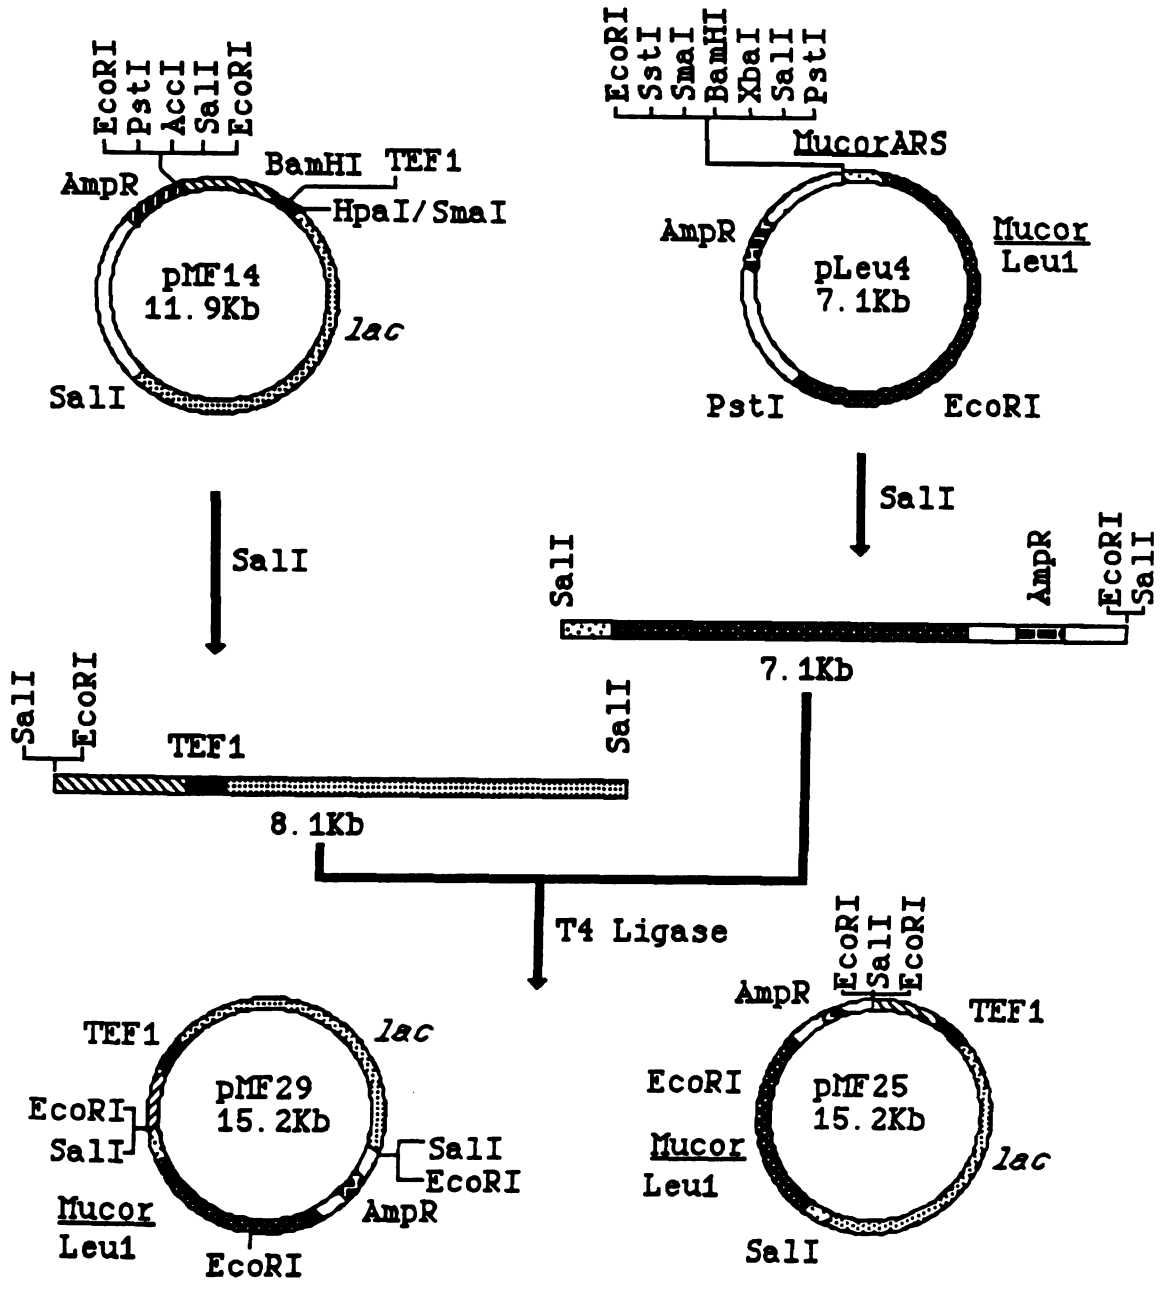 EcoRI
PstI
AccI
SalI
EcoRI
AmpR
BamHI
TEF1
HpaI/SmaI
pMF14
11.9Kb
lac
SalI
EcoRI
SstI
SmaI
BamHI
XbaI
SalI
PstI
MucorARS
AmpR
Mucor
Leu1
pLeu4
7.1Kb
PstI
EcoRI
SalI
SalI
SalI
AmpR
EcoRI
SalI
7.1Kb
SalI
EcoRI
TEF1
SalI
8.1Kb
T4 Ligase
TEF1
lac
pMF29
15.2Kb
EcoRI
SalI
SalI
EcoRI
Mucor
Leu1
AmpR
EcoRI
EcoRI
SalI
EcoRI
AmpR
TEF1
EcoRI
pMF25
15.2Kb
Mucor
Leu1
lac
SalI